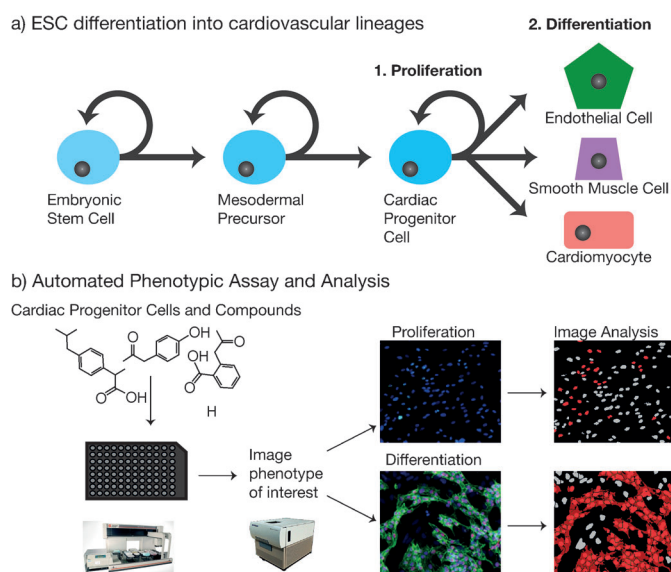 a) ESC differentiation into cardiovascular lineages
2. Differentiation
1. Proliferation
Endothelial Cell
Embryonic
Stem Cell
Mesodermal
Precursor
Cardiac
Progenitor
Cell
Smooth Muscle Cell
Cardiomyocyte
b) Automated Phenotypic Assay and Analysis
Cardiac Progenitor Cells and Compounds
O
OH
O
OH
O
HO
O
H
Proliferation
Image Analysis
Image
phenotype
of interest
Differentiation